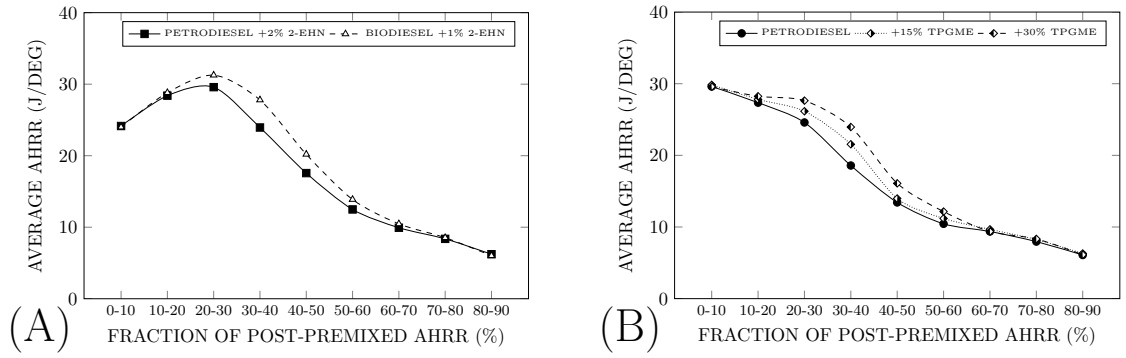 PETRODIESEL +2% 2-EHN BIODIESEL +1% 2-EHN
40
30
20
10
0
AVERAGE AHRR (J/DEG)
0-10 10-20 20-30 30-40 40-50 50-60 60-70 70-80 80-90
FRACTION OF POST-PREMIXED AHRR (%)
(A)
PETRODIESEL +15% TPGME +30% TPGME
40
30
20
10
0
AVERAGE AHRR (J/DEG)
0-10 10-20 20-30 30-40 40-50 50-60 60-70 70-80 80-90
FRACTION OF POST-PREMIXED AHRR (%)
(B)